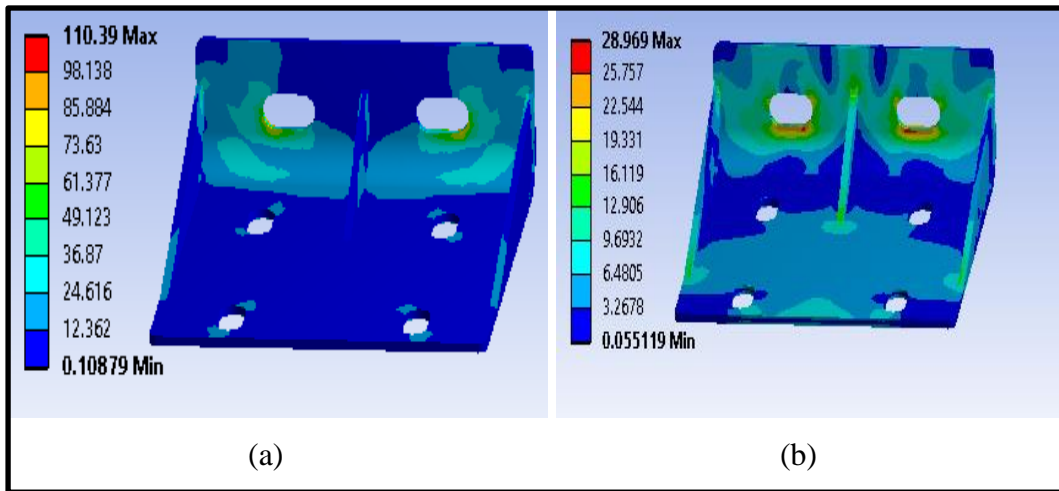 110.39 Max
98.138
85.884
73.63
61.377
49.123
36.87
24.616
12.362
0.10879 Min
(a)
28.969 Max
25.757
22.544
19.331
16.119
12.906
9.6932
6.4805
3.2678
0.055119 Min
(b)